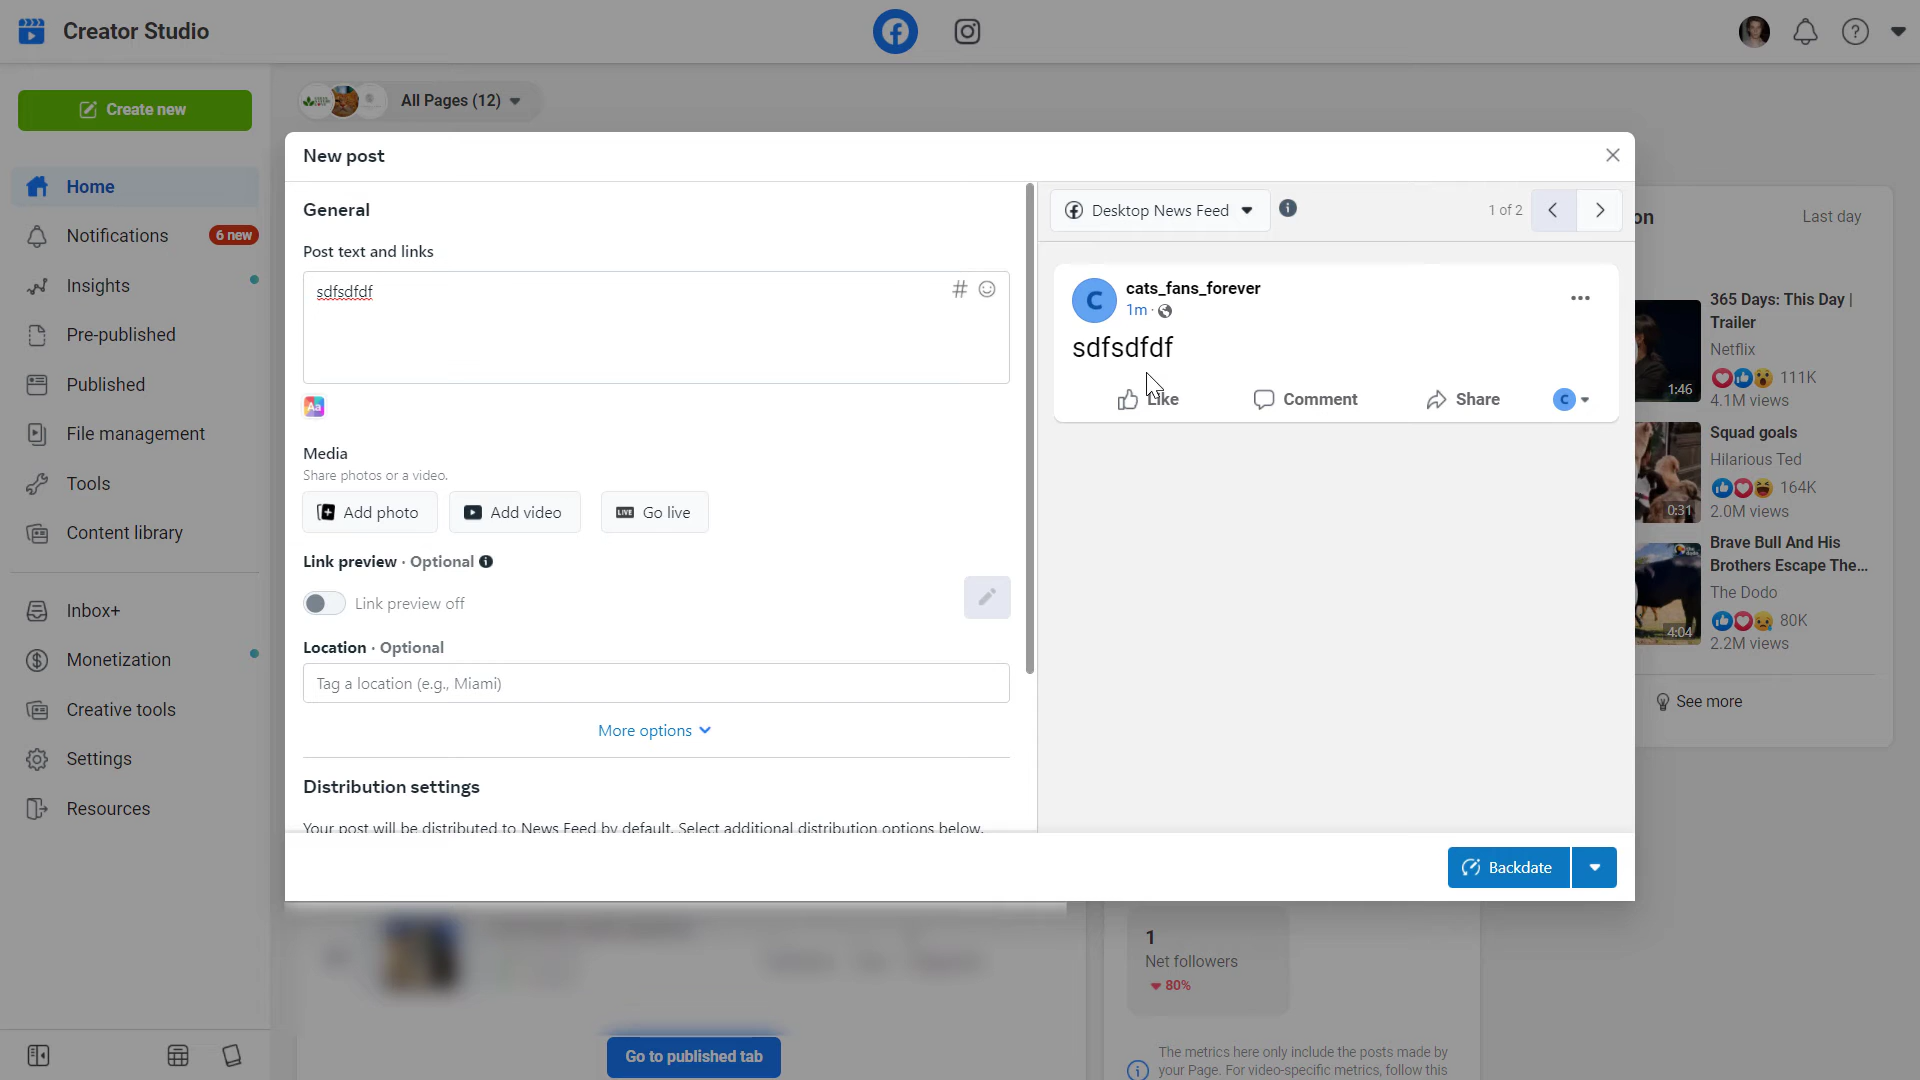 Creator Studio
All Pages (12)
Create new
Home
Notifications
6 new
Insights
Pre-published
Published
File management
Tools
Content library
Inbox+
Monetization
Creative tools
Settings
Resources
New post
General
Post text and links
sdfsdfdf
#
Aa
Media
Share photos or a video.
Add photo
Add video
LIVE Go live
Link preview · Optional
Link preview off
Location · Optional
Tag a location (e.g., Miami)
More options
Distribution settings
Your post will be distributed to News Feed by default. Select additional distribution options below.
Desktop News Feed
1 of 2
C
cats_fans_forever
1m ·
sdfsdfdf
Like
Comment
Share
C
Backdate
on
Last day
365 Days: This Day |
Trailer
Netflix
111K
4.1M views
1:46
Squad goals
Hilarious Ted
164K
2.0M views
0:31
Brave Bull And His
Brothers Escape The...
The Dodo
80K
2.2M views
4:04
See more
Go to published tab
1
Net followers
80%
The metrics here only include the posts made by
your Page. For video-specific metrics, follow this